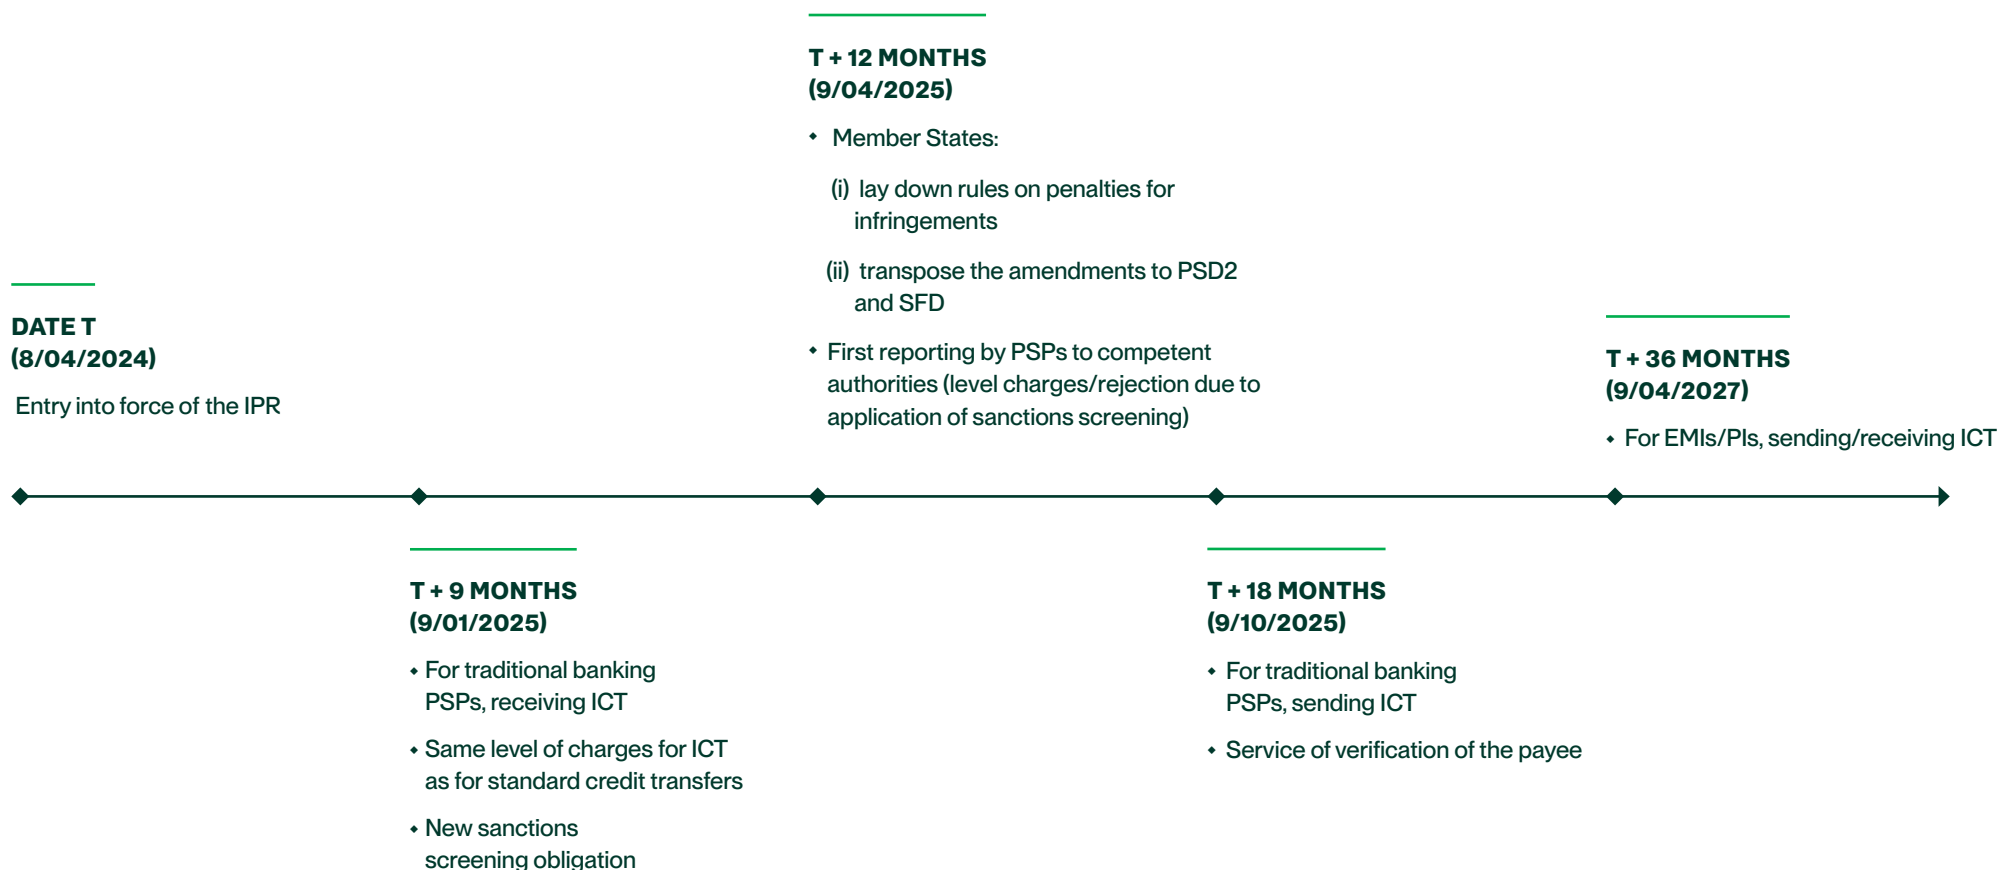 DATE T
(8/04/2024)
Entry into force of the IPR
T + 9 MONTHS
(9/01/2025)
⬥ For traditional banking
PSPs, receiving ICT
⬥ Same level of charges for ICT
as for standard credit transfers
⬥ New sanctions
screening obligation
T + 12 MONTHS
(9/04/2025)
⬥ Member States:
(i) lay down rules on penalties for
infringements
(ii) transpose the amendments to PSD2
and SFD
⬥ First reporting by PSPs to competent
authorities (level charges/rejection due to
application of sanctions screening)
T + 18 MONTHS
(9/10/2025)
⬥ For traditional banking
PSPs, sending ICT
⬥ Service of verification of the payee
T + 36 MONTHS
(9/04/2027)
⬥ For EMIs/PIs, sending/receiving ICT